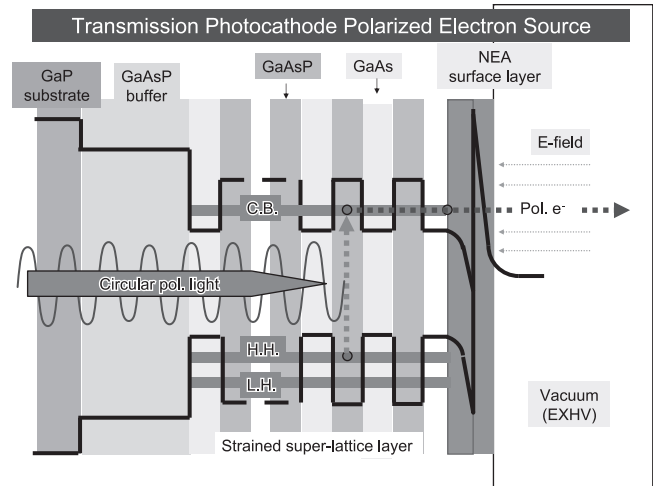 Transmission Photocathode Polarized Electron Source
GaP
substrate
GaAsP
buffer
GaAsP
GaAs
NEA
surface layer
E-field
C.B.
Pol. e-
Circular pol. light
H.H.
L.H.
Vacuum
(EXHV)
Strained super-lattice layer